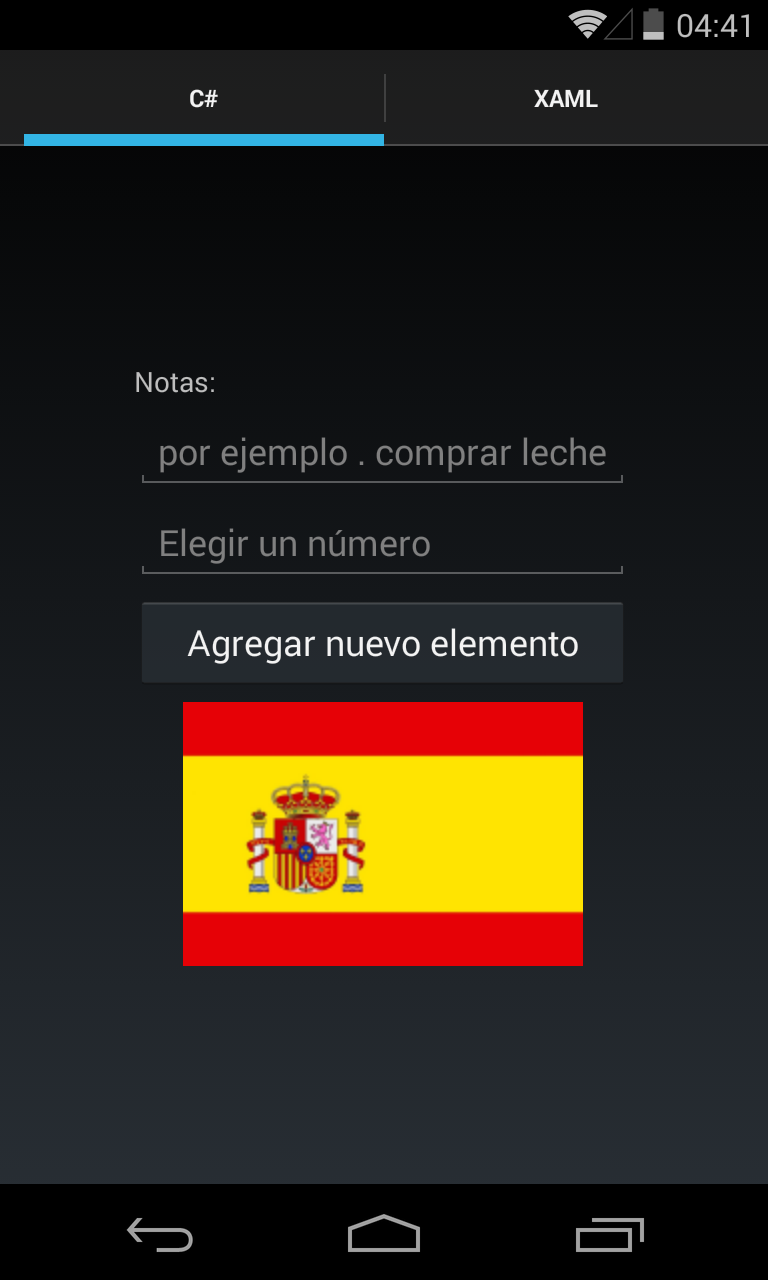 04:41
C#
XAML
Notas:
por ejemplo . comprar leche
Elegir un número
Agregar nuevo elemento